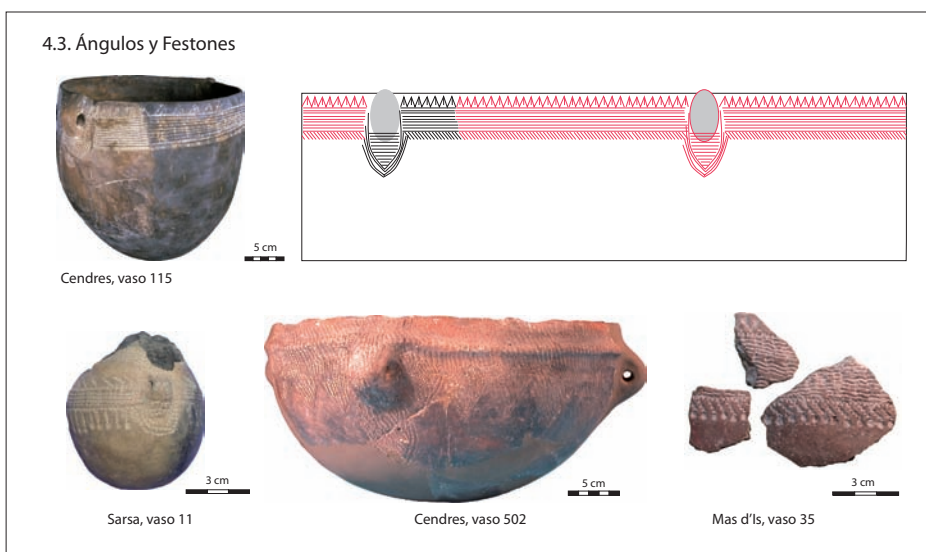 4.3. Ángulos y Festones
5 cm
Cendres, vaso 115
3 cm
5 cm
3 cm
Sarsa, vaso 11
Cendres, vaso 502
Mas d'Is, vaso 35